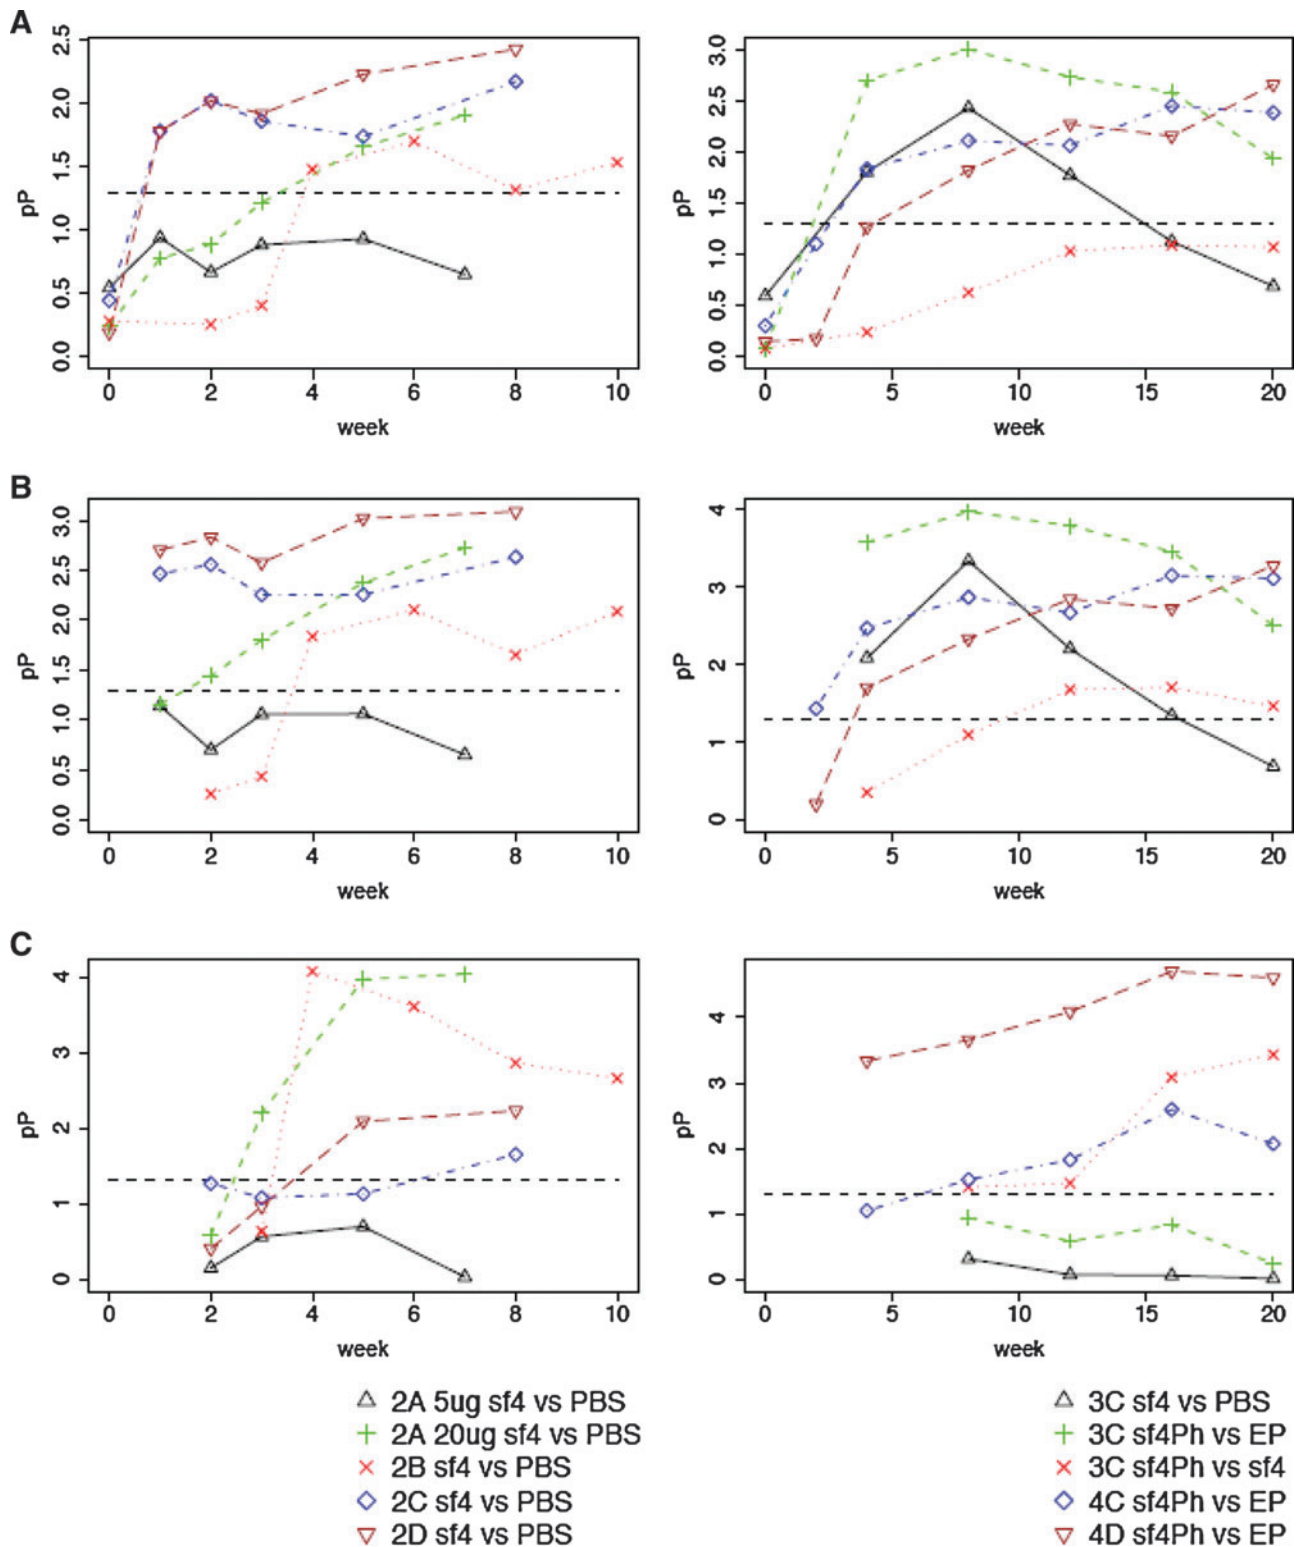 A
pP
0.0 0.5 1.0 1.5 2.0 2.5
0 2 4 6 8 10
week
pP
0.0 0.5 1.0 1.5 2.0 2.5 3.0
0 5 10 15 20
week
B
pP
0.0 0.5 1.0 1.5 2.0 2.5 3.0
0 2 4 6 8 10
week
pP
0 1 2 3 4
0 5 10 15 20
week
C
pP
0 1 2 3 4
0 2 4 6 8 10
week
pP
0 1 2 3 4
0 5 10 15 20
week
2A 5ug sf4 vs PBS
2A 20ug sf4 vs PBS
2B sf4 vs PBS
2C sf4 vs PBS
2D sf4 vs PBS
3C sf4 vs PBS
3C sf4Ph vs EP
3C sf4Ph vs sf4
4C sf4Ph vs EP
4D sf4Ph vs EP